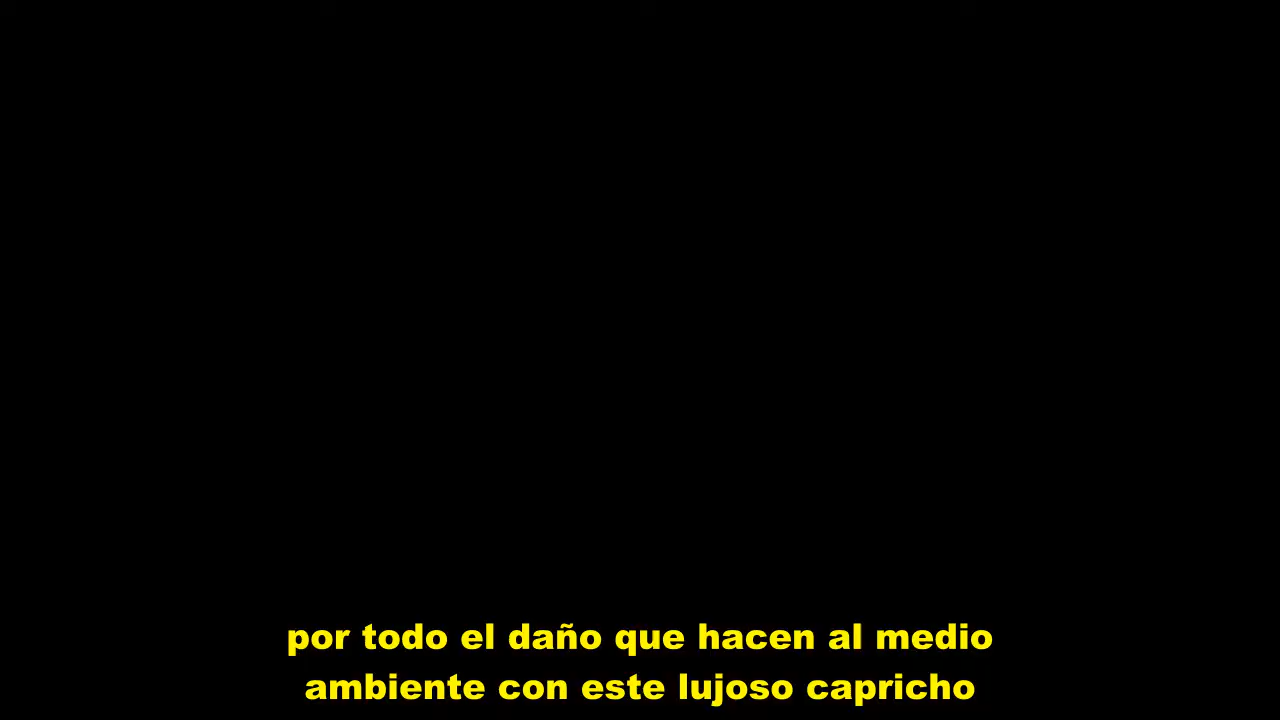 por todo el daño que hacen al medio
ambiente con este lujoso capricho